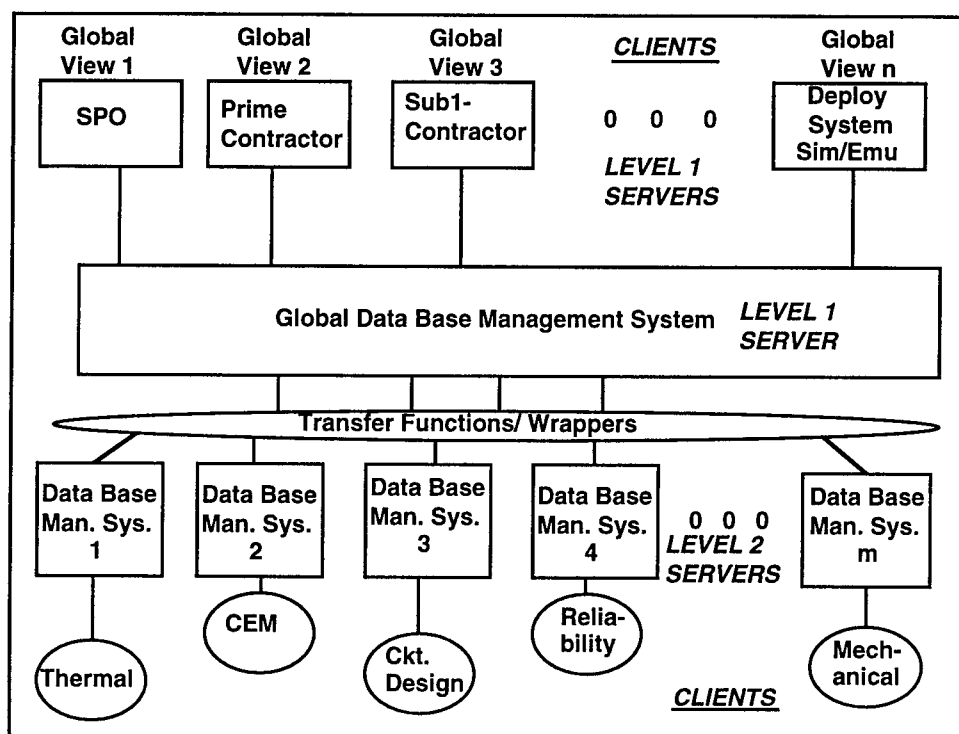 Global
View 1
Global
View 2
Global
View 3
CLIENTS
Global
View n
SPO
Prime
Contractor
Sub1-
Contractor
0 0 0
LEVEL 1
SERVERS
Deploy
System
Sim/Emu
Global Data Base Management System
LEVEL 1
SERVER
Transfer Functions/ Wrappers
Data Base
Man. Sys.
1
Data Base
Man. Sys.
2
Data Base
Man. Sys.
3
Data Base
Man. Sys.
4
0 0 0
LEVEL 2
SERVERS
Data Base
Man. Sys.
m
Thermal
CEM
Ckt.
Design
Relia-
bility
Mech-
anical
CLIENTS